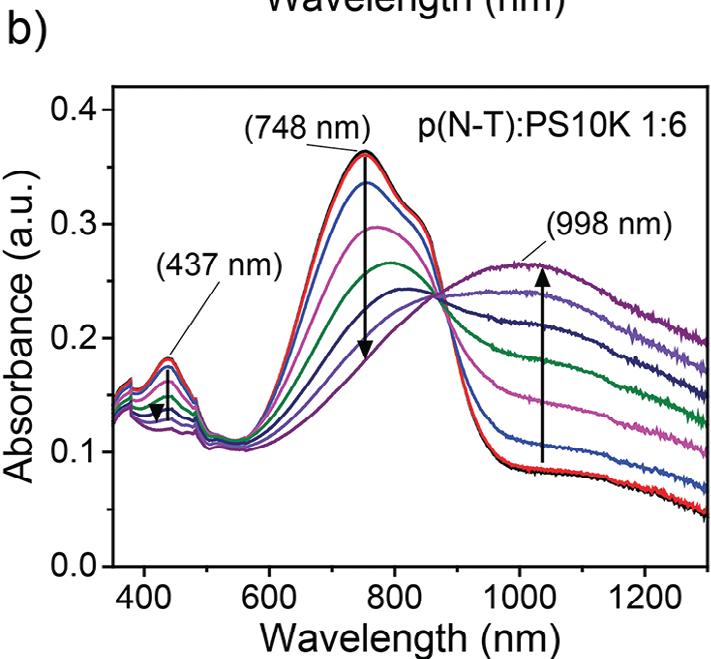 Wavelength (nm)
b)
p(N-T):PS10K 1:6
(748 nm)
(998 nm)
(437 nm)
Absorbance (a.u.)
0.4
0.3
0.2
0.1
0.0
400 600 800 1000 1200
Wavelength (nm)